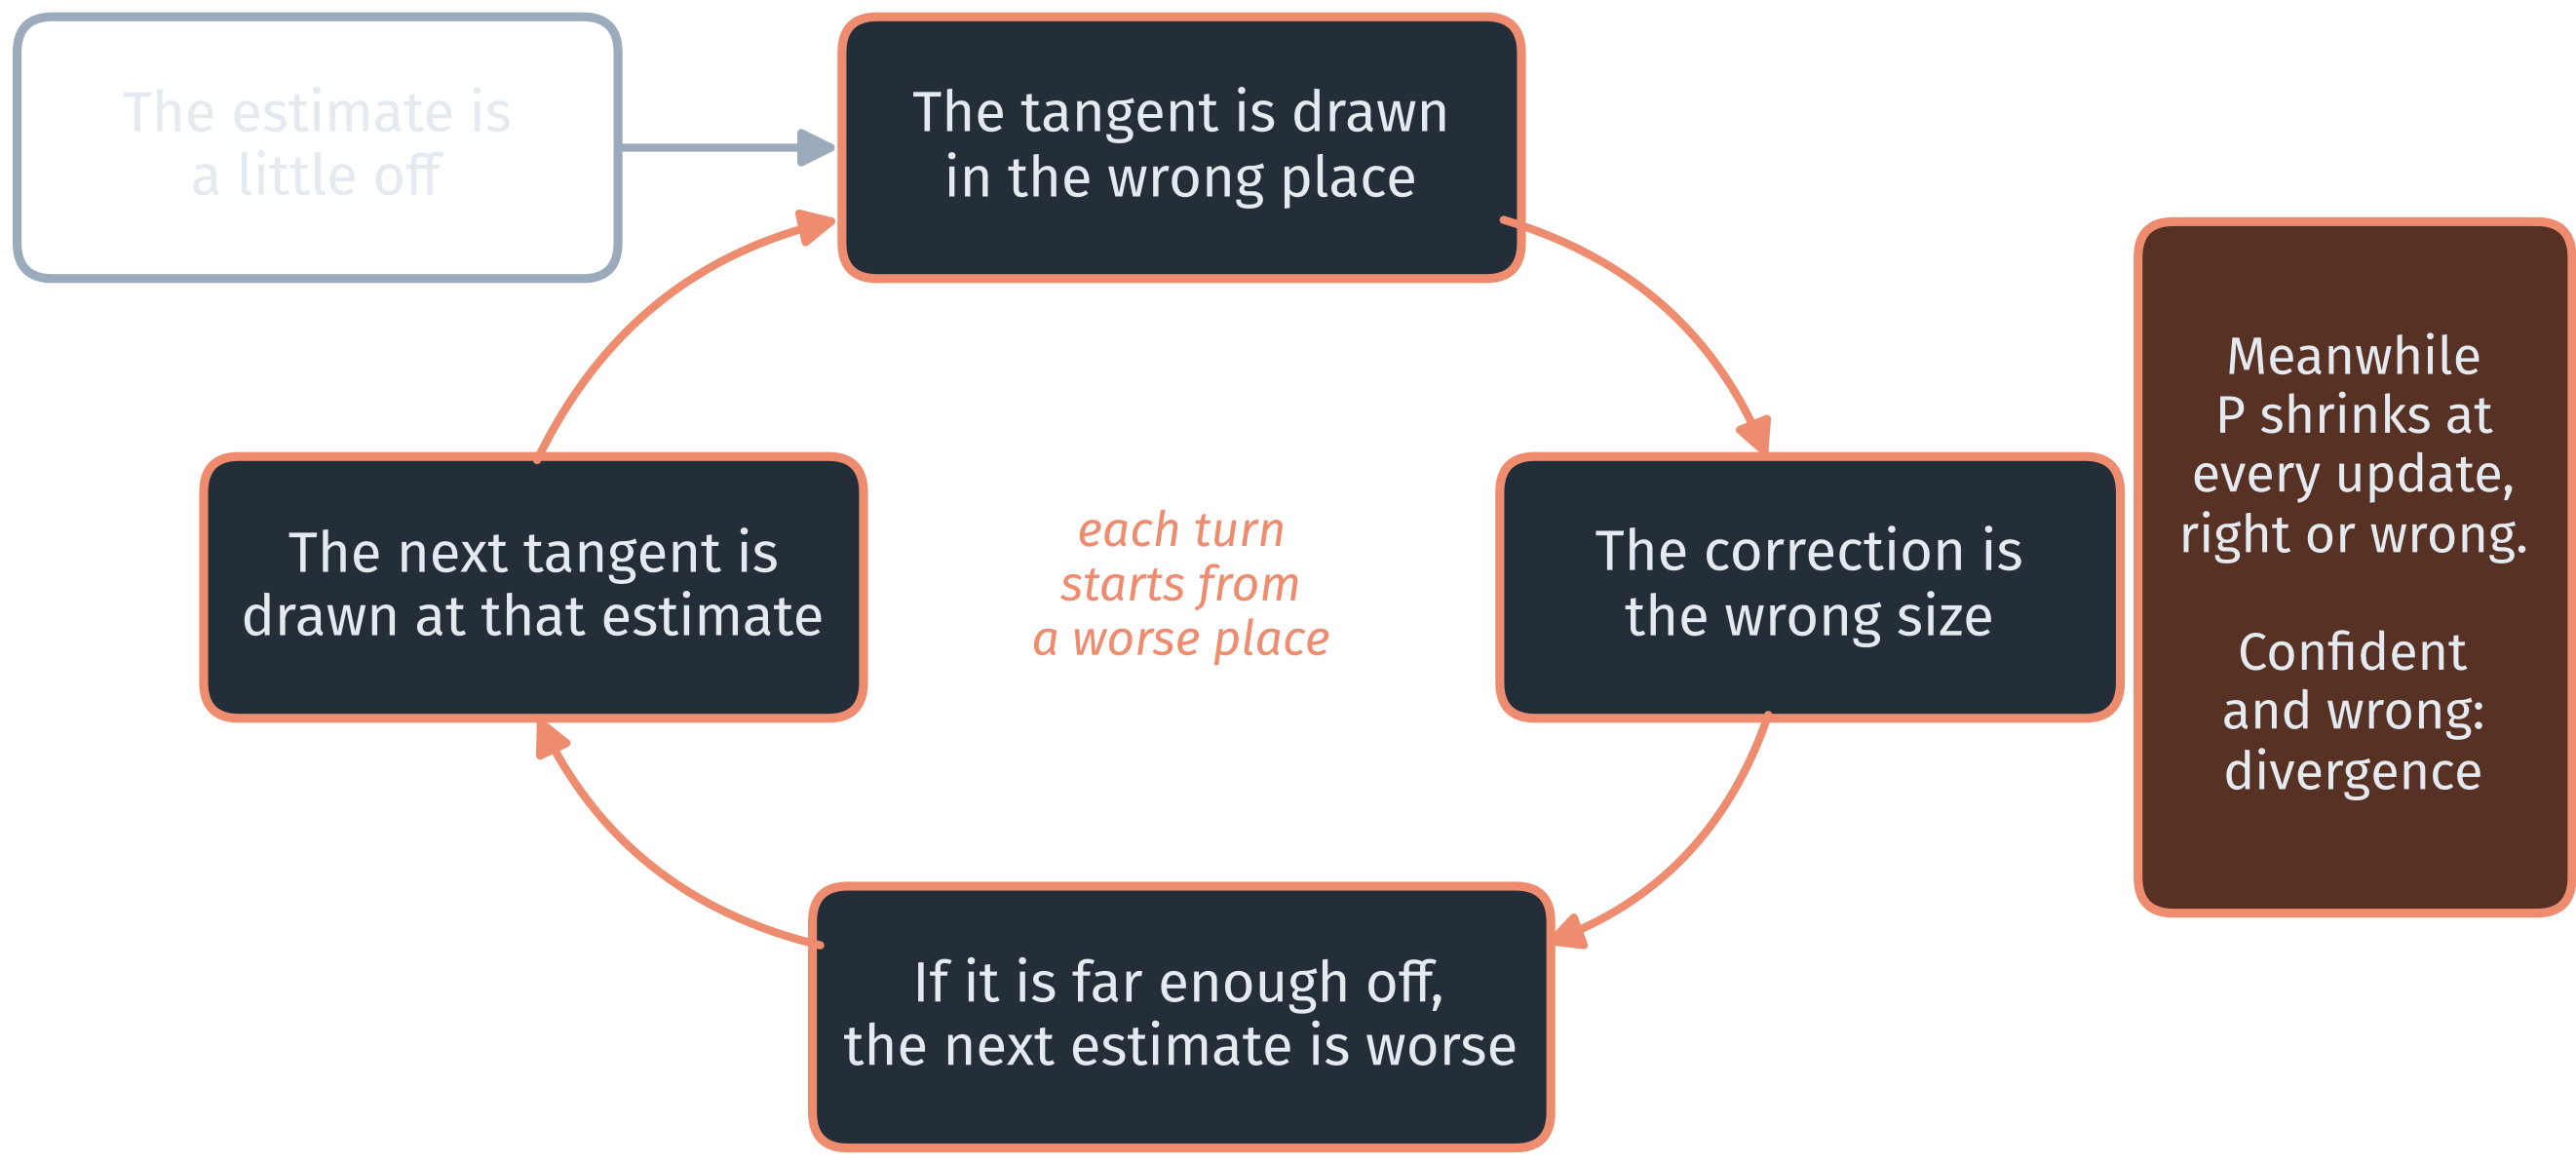 The estimate is
a little off
The tangent is drawn
in the wrong place
Meanwhile
P shrinks at
every update,
right or wrong.
Confident
and wrong:
divergence
The next tangent is
drawn at that estimate
each turn
starts from
a worse place
The correction is
the wrong size
If it is far enough off,
the next estimate is worse